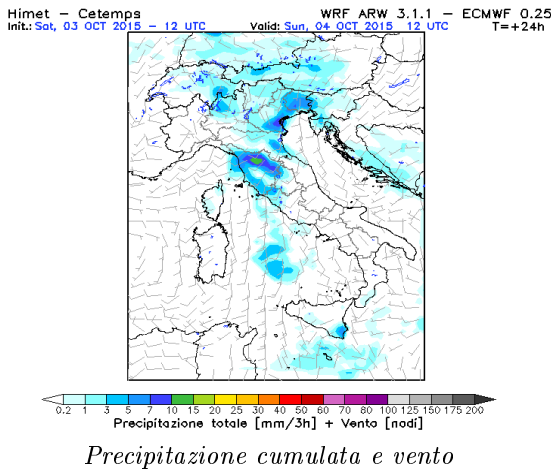 Himet – Cetemps WRF ARW 3.1.1 – ECMWF 0.25
Init.: Sat, 03 OCT 2015 – 12 UTC Valid: Sun, 04 OCT 2015 12 UTC T=+24h
0.2 1 3 5 7 10 15 20 25 30 40 50 60 70 80 100 125 150 175 200
Precipitazione totale [mm/3h] + Vento [nodi]
Precipitazione cumulata e vento